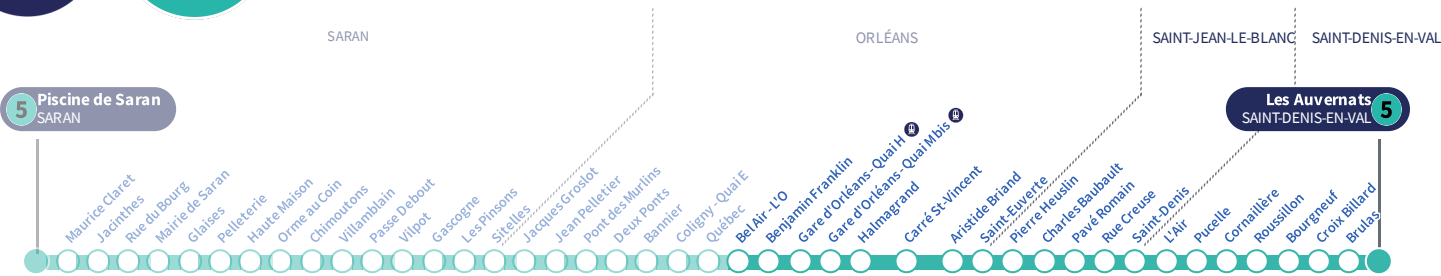 SARAN
ORLÉANS
SAINT-JEAN-LE-BLANC
SAINT-DENIS-EN-VAL
5
Piscine de Saran
SARAN
Les Auvernats
SAINT-DENIS-EN-VAL
5
Maurice Claret
Jacinthes
Rue du Bourg
Mairie de Saran
Glaises
Pelleterie
Haute Maison
Orme au Coin
Chimoutons
Villamblain
Passe Debout
Vilpot
Gascogne
Les Pinsons
Sitelles
Jacques Groslot
Jean Pelletier
Pont des Murlins
Deux Ponts
Bannier
Coligny - Quai E
Québec
Bel Air - L'O
Benjamin Franklin
Gare d'Orléans - Quai H
Gare d'Orléans - Quai M bis
Halmagrand
Carré St-Vincent
Aristide Briand
Saint-Euverte
Pierre Heuslin
Charles Baubault
Pavé Romain
Rue Creuse
Saint-Denis
L'Air
Pucelle
Cornaillère
Roussillon
Bourgneuf
Croix Billard
Brulas